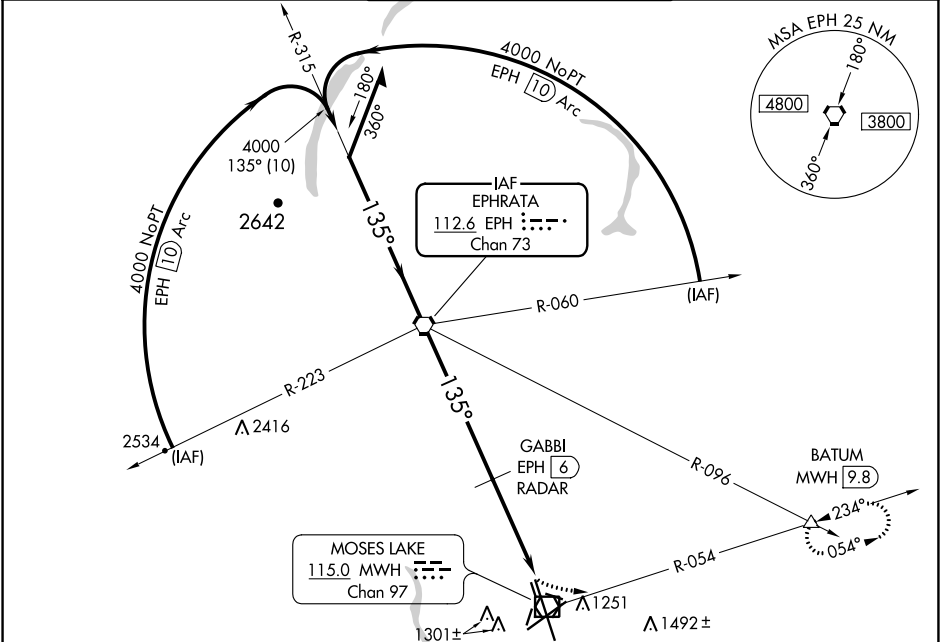 R-315
4000 NoPT
EPH 10 Arc
180°
360°
4000
135° (10)
2642
4000 NoPT
EPH 10 Arc
135°
IAF
EPHRATA
112.6 EPH
Chan 73
MSA EPH 25 NM
180°
4800
3800
360°
R-060
(IAF)
R-223
2534
(IAF)
2416
135°
GABBI
EPH 6
RADAR
R-096
BATUM
MWH 9.8
234°
054°
R-054
MOSES LAKE
115.0 MWH
Chan 97
1251
1301±
1492±